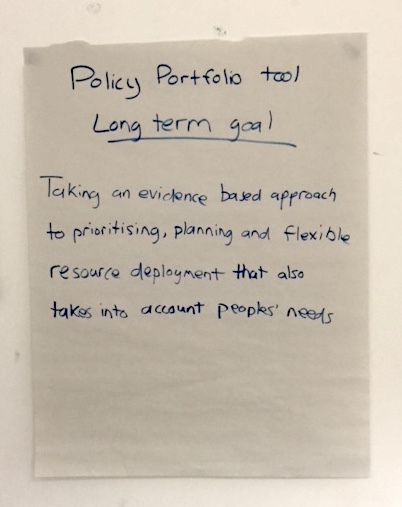 Policy Portfolio tool
Long term goal
Taking an evidence based approach
to prioritising, planning and flexible
resource deployment that also
takes into account peoples' needs